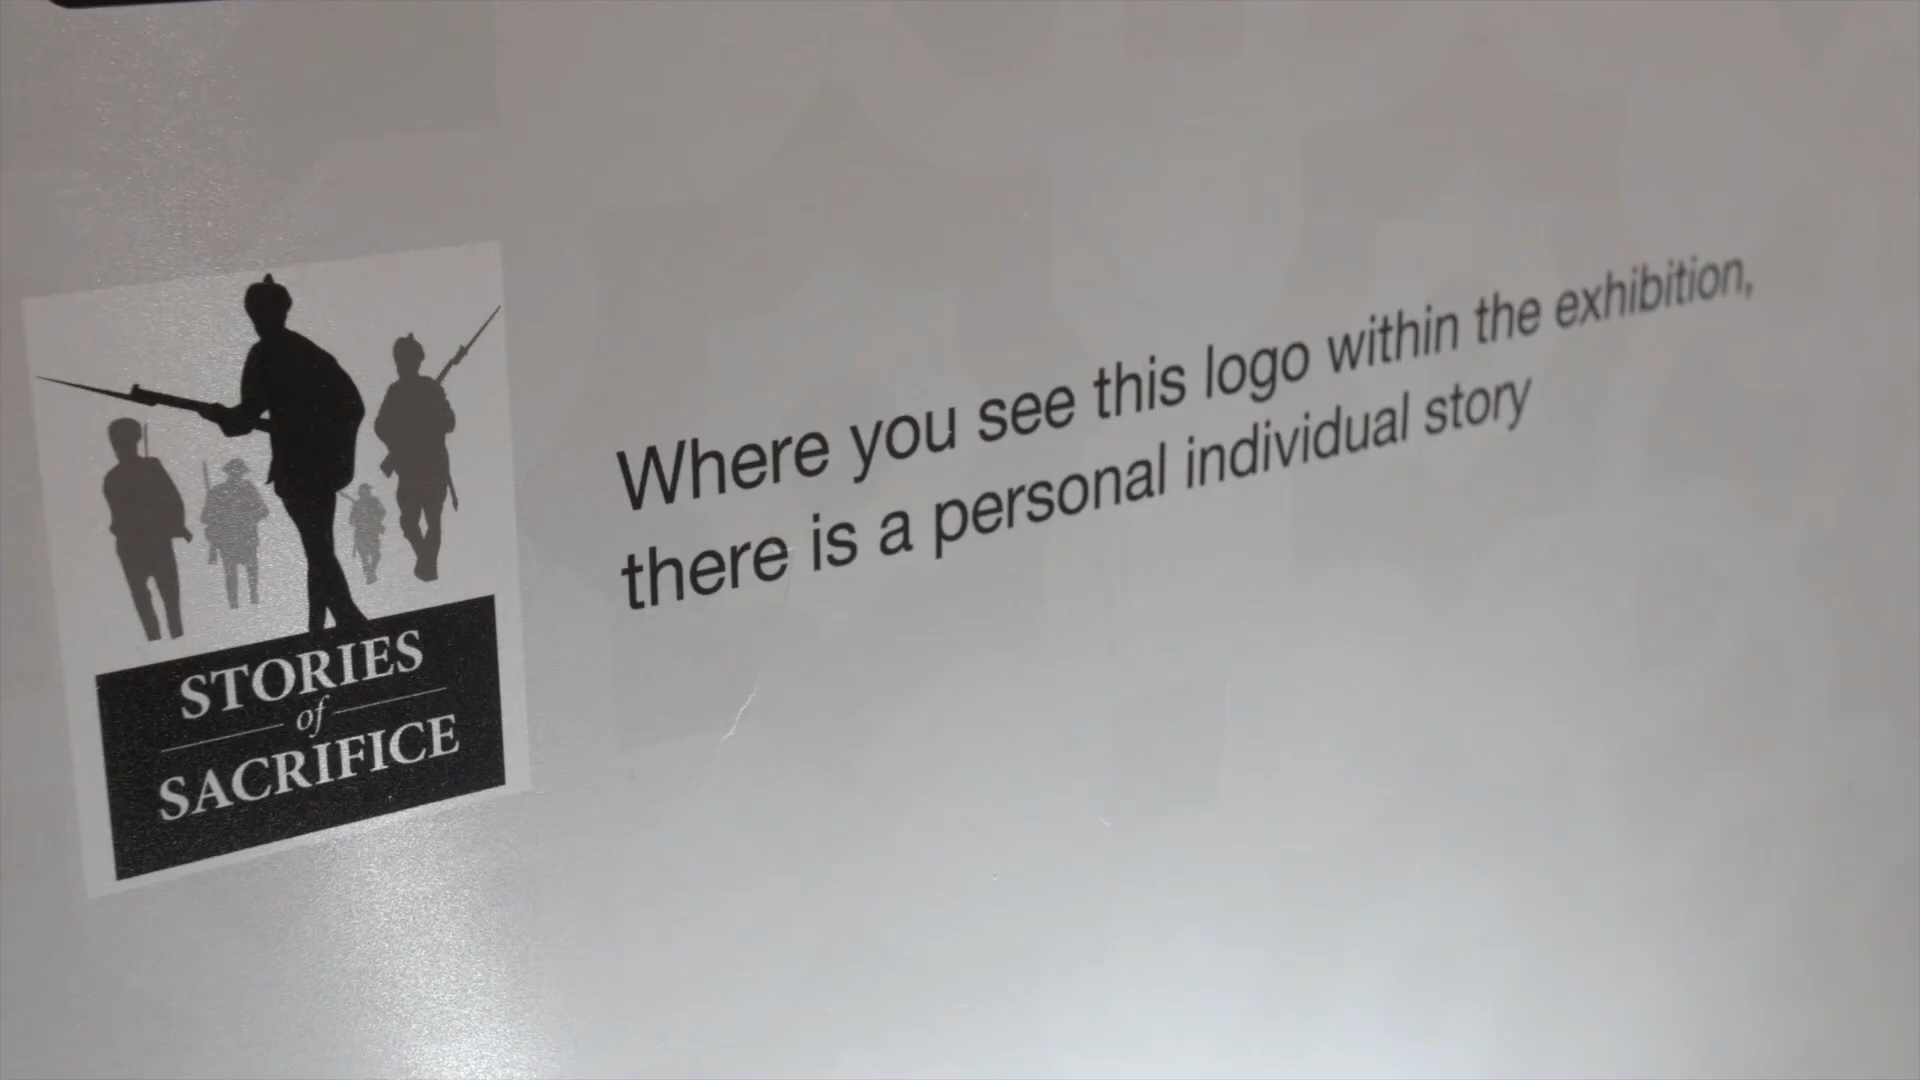 STORIES
of
SACRIFICE
Where you see this logo within the exhibition,
there is a personal individual story